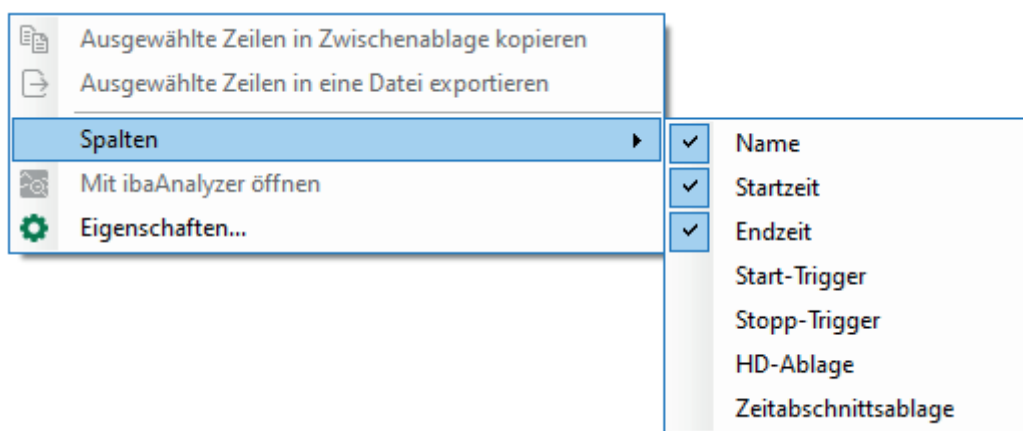 Ausgewählte Zeilen in Zwischenablage kopieren
Ausgewählte Zeilen in eine Datei exportieren
Spalten
Mit ibaAnalyzer öffnen
Eigenschaften...
Name
Startzeit
Endzeit
Start-Trigger
Stopp-Trigger
HD-Ablage
Zeitabschnittsablage